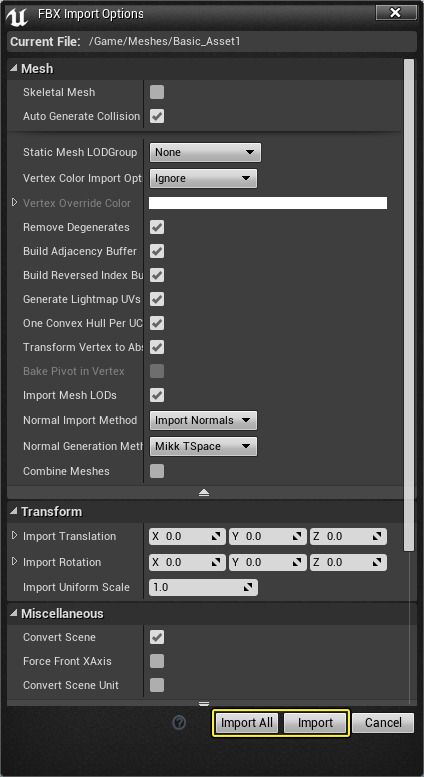 FBX Import Options
Current File: /Game/Meshes/Basic_Asset1
Mesh
Skeletal Mesh
Auto Generate Collision
Static Mesh LODGroup None
Vertex Color Import Opt Ignore
Vertex Override Color
Remove Degenerates
Build Adjacency Buffer
Build Reversed Index Bu
Generate Lightmap UVs
One Convex Hull Per UC
Transform Vertex to Abs
Bake Pivot in Vertex
Import Mesh LODs
Normal Import Method Import Normals
Normal Generation Meth Mikk TSpace
Combine Meshes
Transform
Import Translation X 0.0 Y 0.0 Z 0.0
Import Rotation X 0.0 Y 0.0 Z 0.0
Import Uniform Scale 1.0
Miscellaneous
Convert Scene
Force Front XAxis
Convert Scene Unit
? Import All Import Cancel